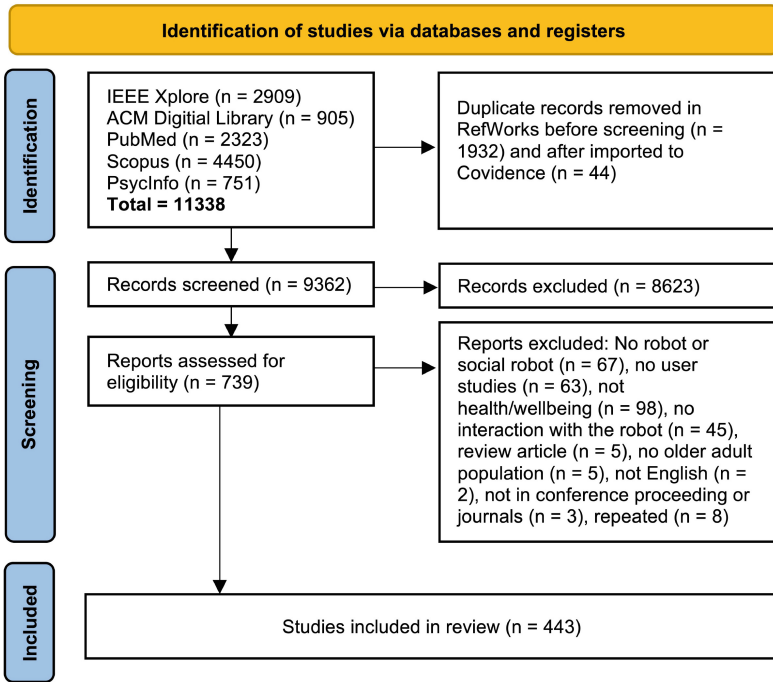 Identification of studies via databases and registers
Identification
IEEE Xplore (n = 2909)
ACM Digitial Library (n = 905)
PubMed (n = 2323)
Scopus (n = 4450)
PsycInfo (n = 751)
Total = 11338
Duplicate records removed in
RefWorks before screening (n =
1932) and after imported to
Covidence (n = 44)
Screening
Records screened (n = 9362)
Records excluded (n = 8623)
Reports assessed for
eligibility (n = 739)
Reports excluded: No robot or
social robot (n = 67), no user
studies (n = 63), not
health/wellbeing (n = 98), no
interaction with the robot (n = 45),
review article (n = 5), no older adult
population (n = 5), not English (n =
2), not in conference proceeding or
journals (n = 3), repeated (n = 8)
Included
Studies included in review (n = 443)